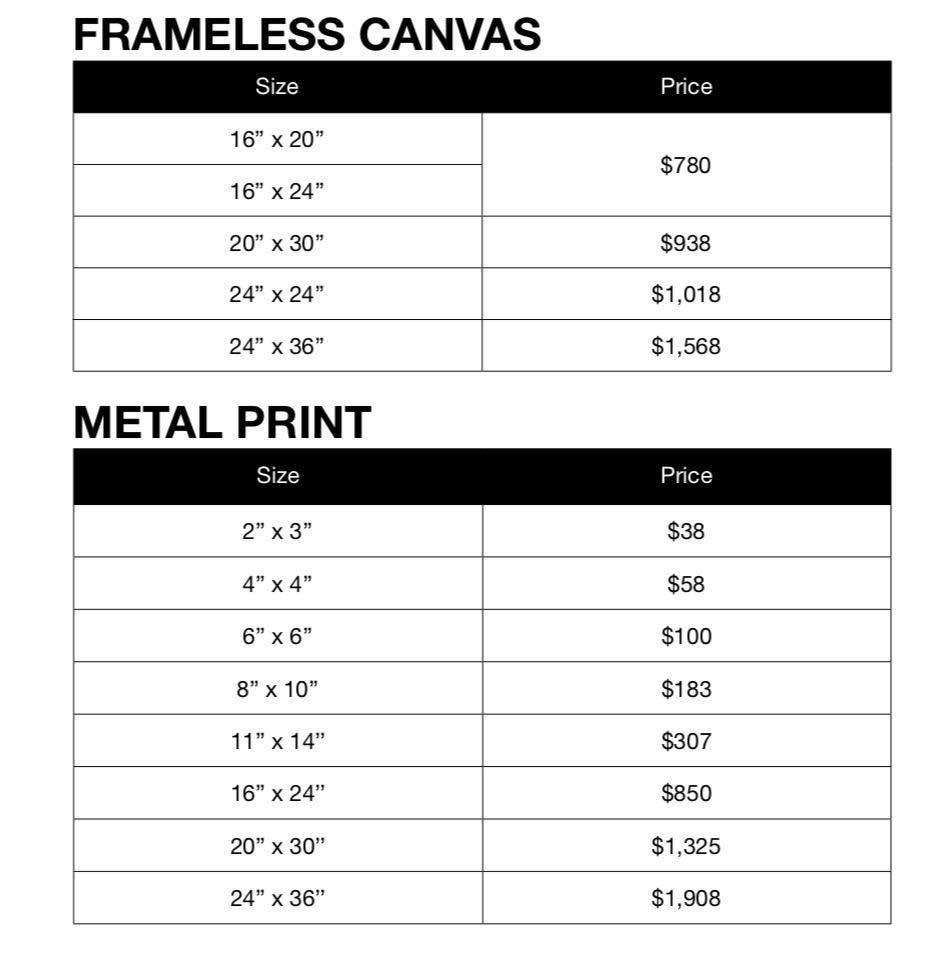 FRAMELESS CANVAS
Size Price
16” x 20”
$780
16” x 24”
20” x 30” $938
24” x 24” $1,018
24” x 36” $1,568
METAL PRINT
Size Price
2” x 3” $38
4” x 4” $58
6” x 6” $100
8” x 10” $183
11” x 14’’ $307
16” x 24’’ $850
20” x 30’’ $1,325
24” x 36’’ $1,908